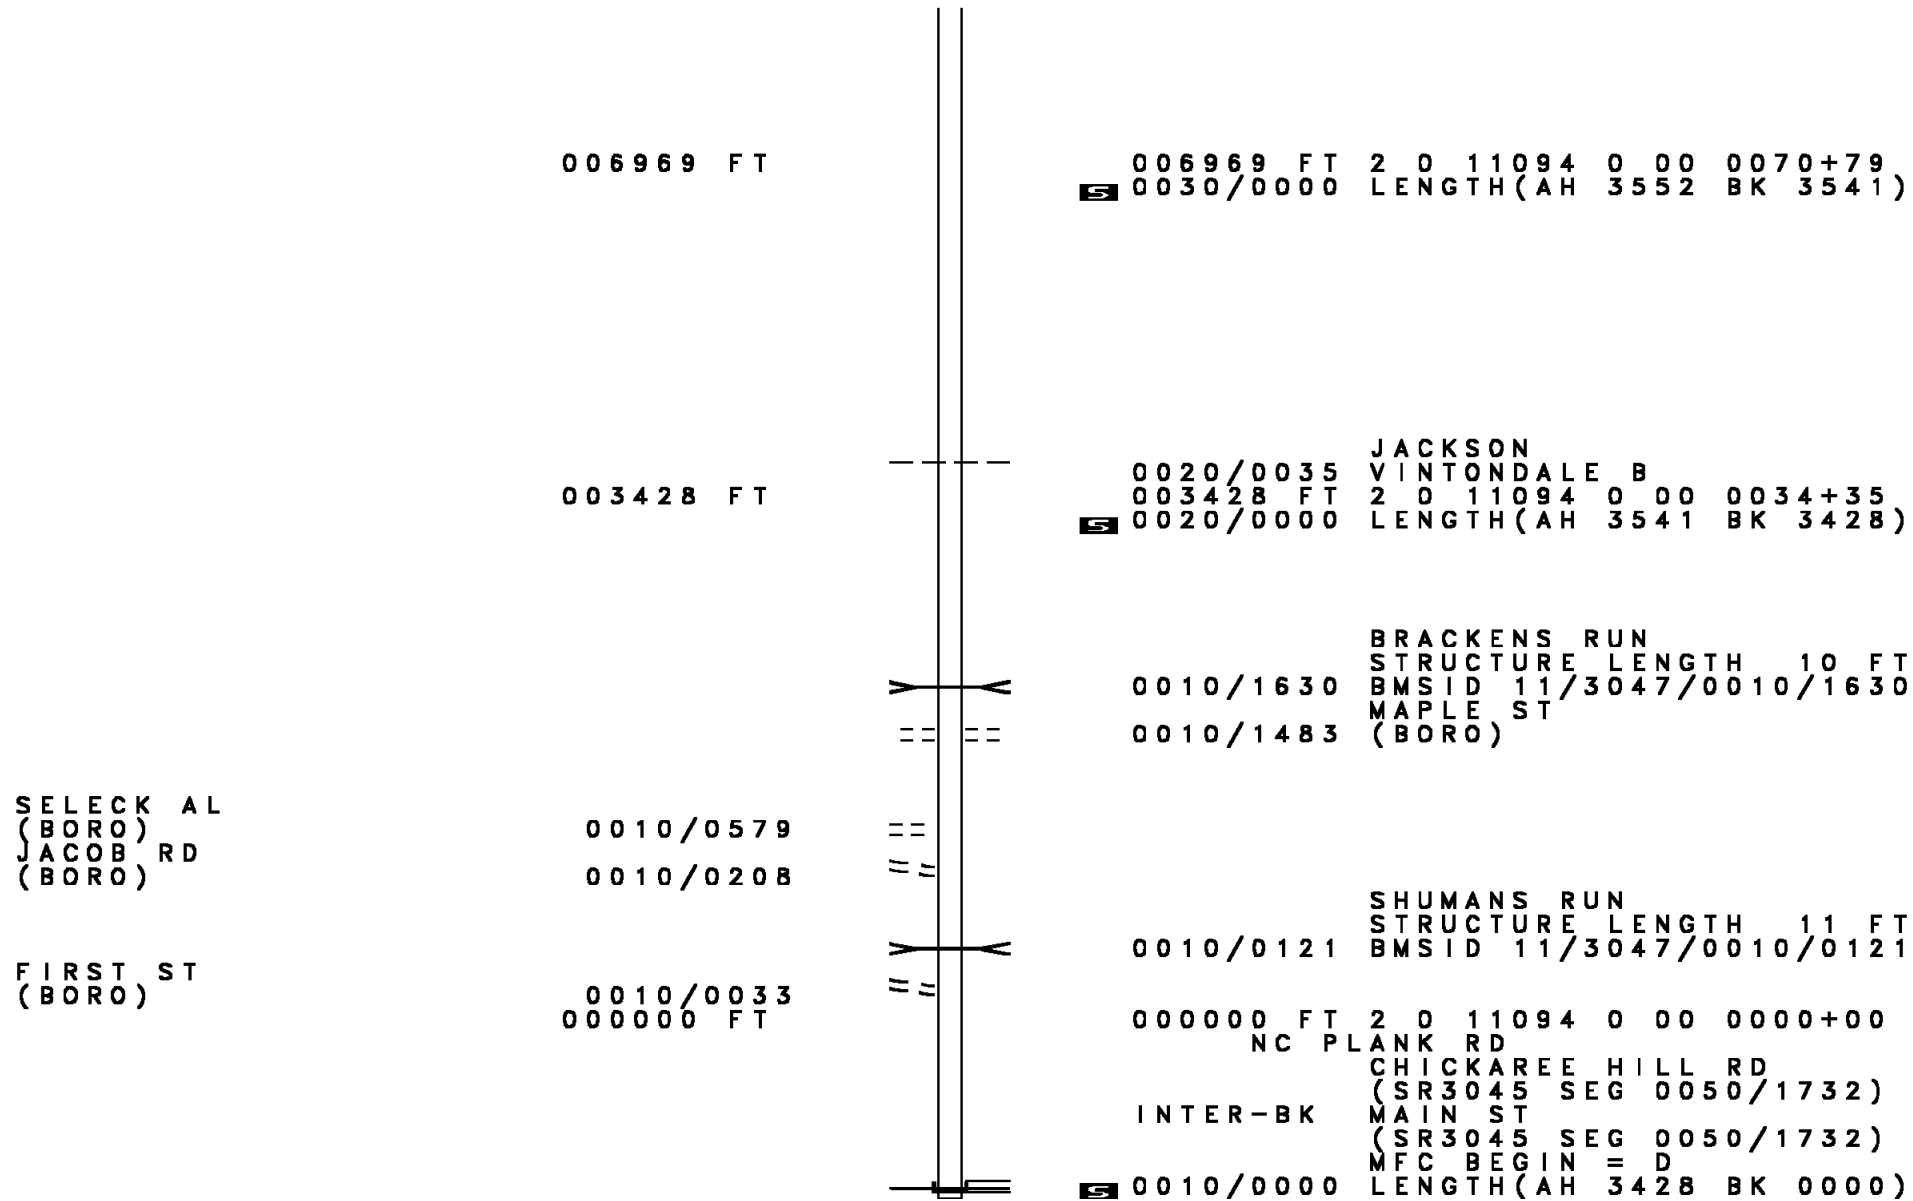 006969 FT 006969 FT 2 0 11094 0 00 0070+79
S 0030/0000 LENGTH(AH 3552 BK 3541)
JACKSON
0020/0035 VINTONDALE B
003428 FT 003428 FT 2 0 11094 0 00 0034+35
S 0020/0000 LENGTH(AH 3541 BK 3428)
BRACKENS RUN
STRUCTURE LENGTH 10 FT
0010/1630 BMSID 11/3047/0010/1630
MAPLE ST
0010/1483 (BORO)
SELECK AL
(BORO) 0010/0579
JACOB RD
(BORO) 0010/0208
SHUMANS RUN
STRUCTURE LENGTH 11 FT
0010/0121 BMSID 11/3047/0010/0121
FIRST ST
(BORO) 0010/0033
000000 FT 000000 FT 2 0 11094 0 00 0000+00
NC PLANK RD
CHICKAREE HILL RD
(SR3045 SEG 0050/1732)
INTER-BK MAIN ST
(SR3045 SEG 0050/1732)
MFC BEGIN = D
S 0010/0000 LENGTH(AH 3428 BK 0000)